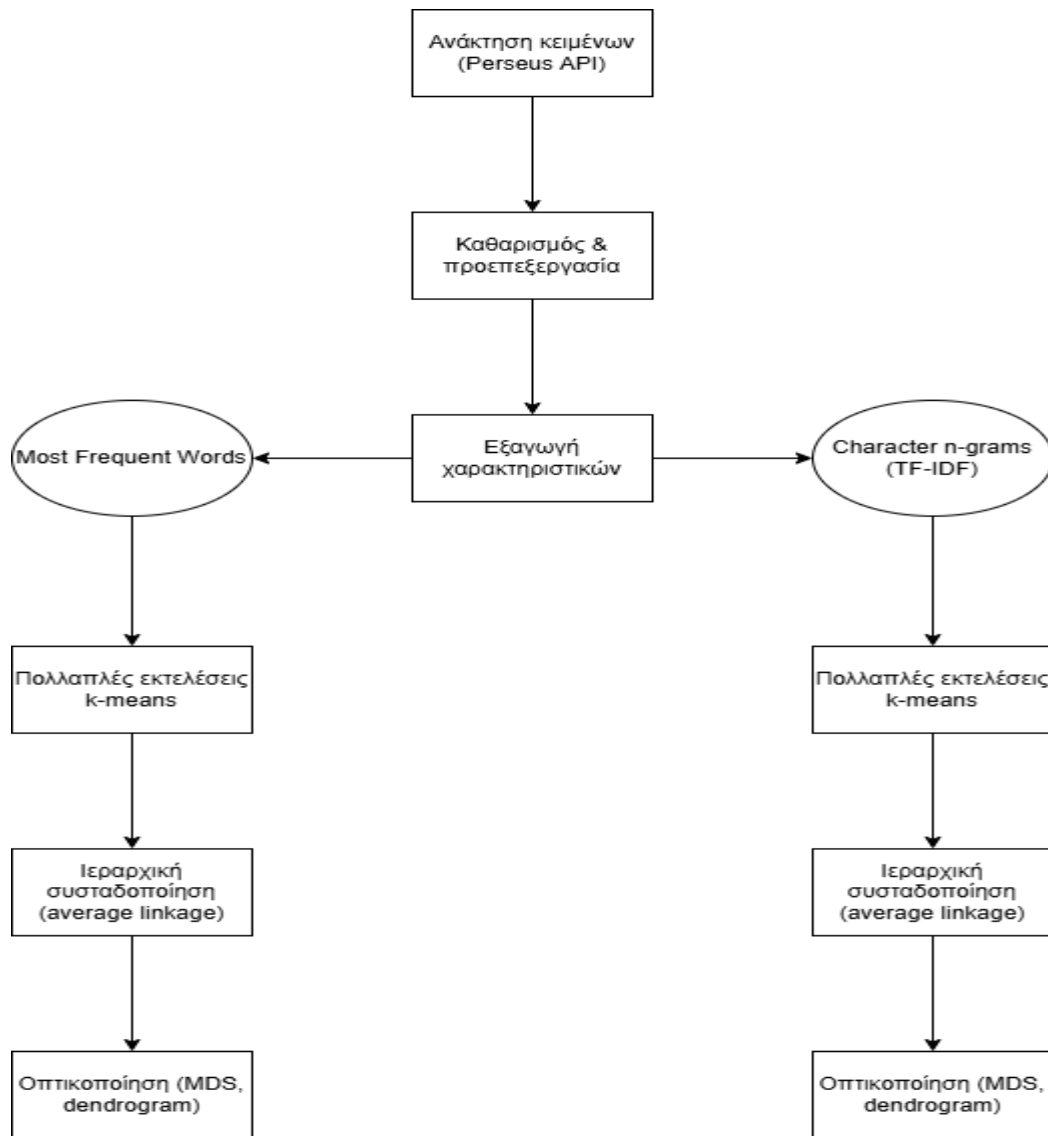 Ανάκτηση κειμένων
(Perseus API)
Καθαρισμός &
προεπεξεργασία
Εξαγωγή
χαρακτηριστικών
Most Frequent Words
Character n-grams
(TF-IDF)
Πολλαπλές εκτελέσεις
k-means
Πολλαπλές εκτελέσεις
k-means
Ιεραρχική
συσταδοποίηση
(average linkage)
Ιεραρχική
συσταδοποίηση
(average linkage)
Οπτικοποίηση (MDS,
dendrogram)
Οπτικοποίηση (MDS,
dendrogram)